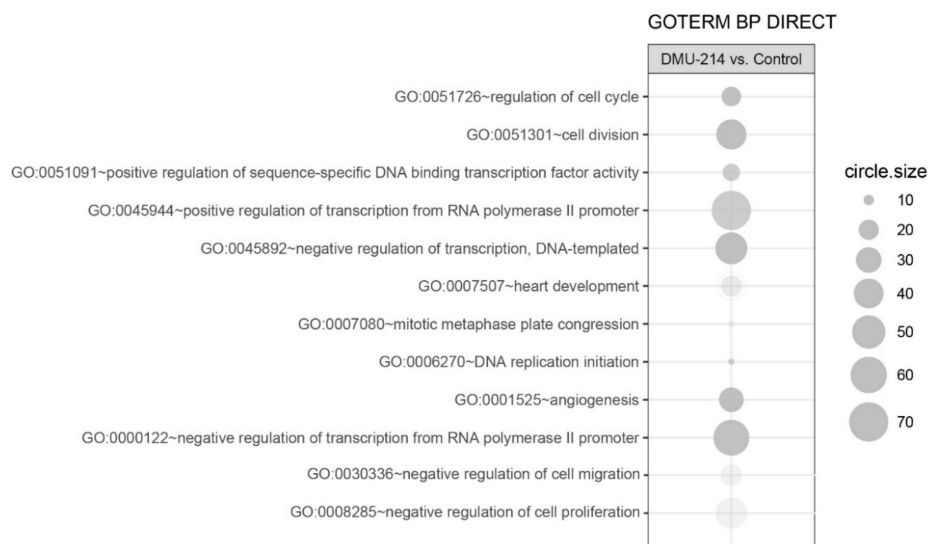 GOTERM BP DIRECT
DMU-214 vs. Control
GO:0051726~regulation of cell cycle
GO:0051301~cell division
GO:0051091~positive regulation of sequence-specific DNA binding transcription factor activity
GO:0045944~positive regulation of transcription from RNA polymerase II promoter
GO:0045892~negative regulation of transcription, DNA-templated
GO:0007507~heart development
GO:0007080~mitotic metaphase plate congression
GO:0006270~DNA replication initiation
GO:0001525~angiogenesis
GO:0000122~negative regulation of transcription from RNA polymerase II promoter
GO:0030336~negative regulation of cell migration
GO:0008285~negative regulation of cell proliferation
circle.size
10
20
30
40
50
60
70